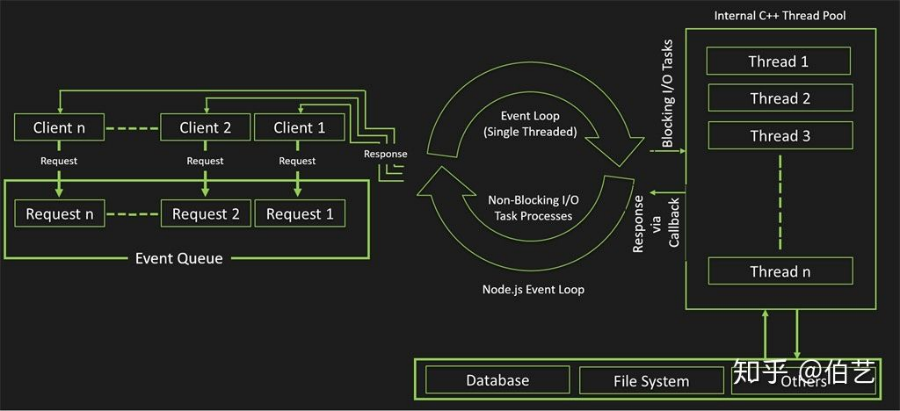 Internal C++ Thread Pool
Thread 1
Thread 2
Thread 3
Thread n
Blocking I/O Tasks
Response
via
Callback
Event Loop
(Single Threaded)
Non-Blocking I/O
Task Processes
Node.js Event Loop
Client n
Client 2
Client 1
Response
Request
Request
Request
Request n
Request 2
Request 1
Event Queue
Database
File System
Others
知乎 @伯艺